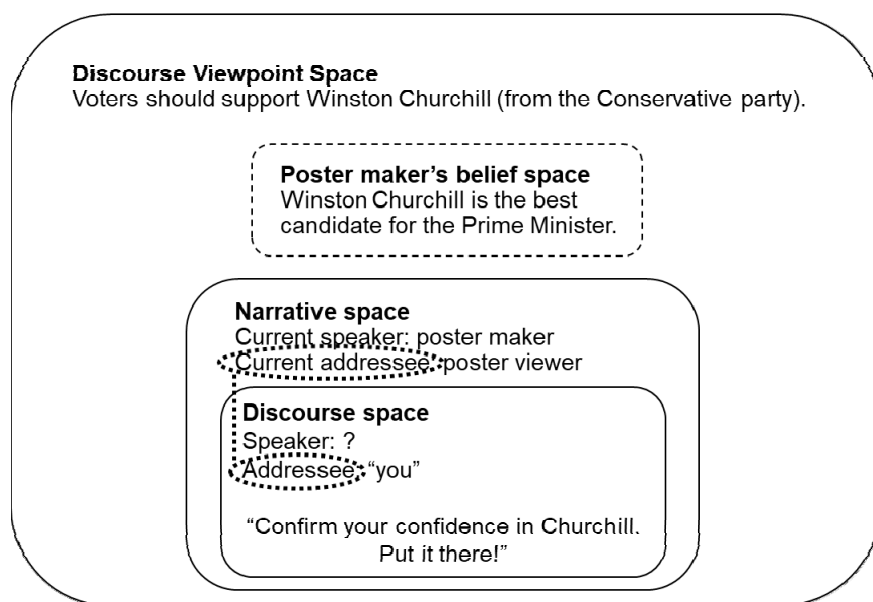 Discourse Viewpoint Space
Voters should support Winston Churchill (from the Conservative party).
Poster maker’s belief space
Winston Churchill is the best
candidate for the Prime Minister.
Narrative space
Current speaker: poster maker
Current addressee: poster viewer
Discourse space
Speaker: ?
Addressee: “you”
“Confirm your confidence in Churchill.
Put it there!”